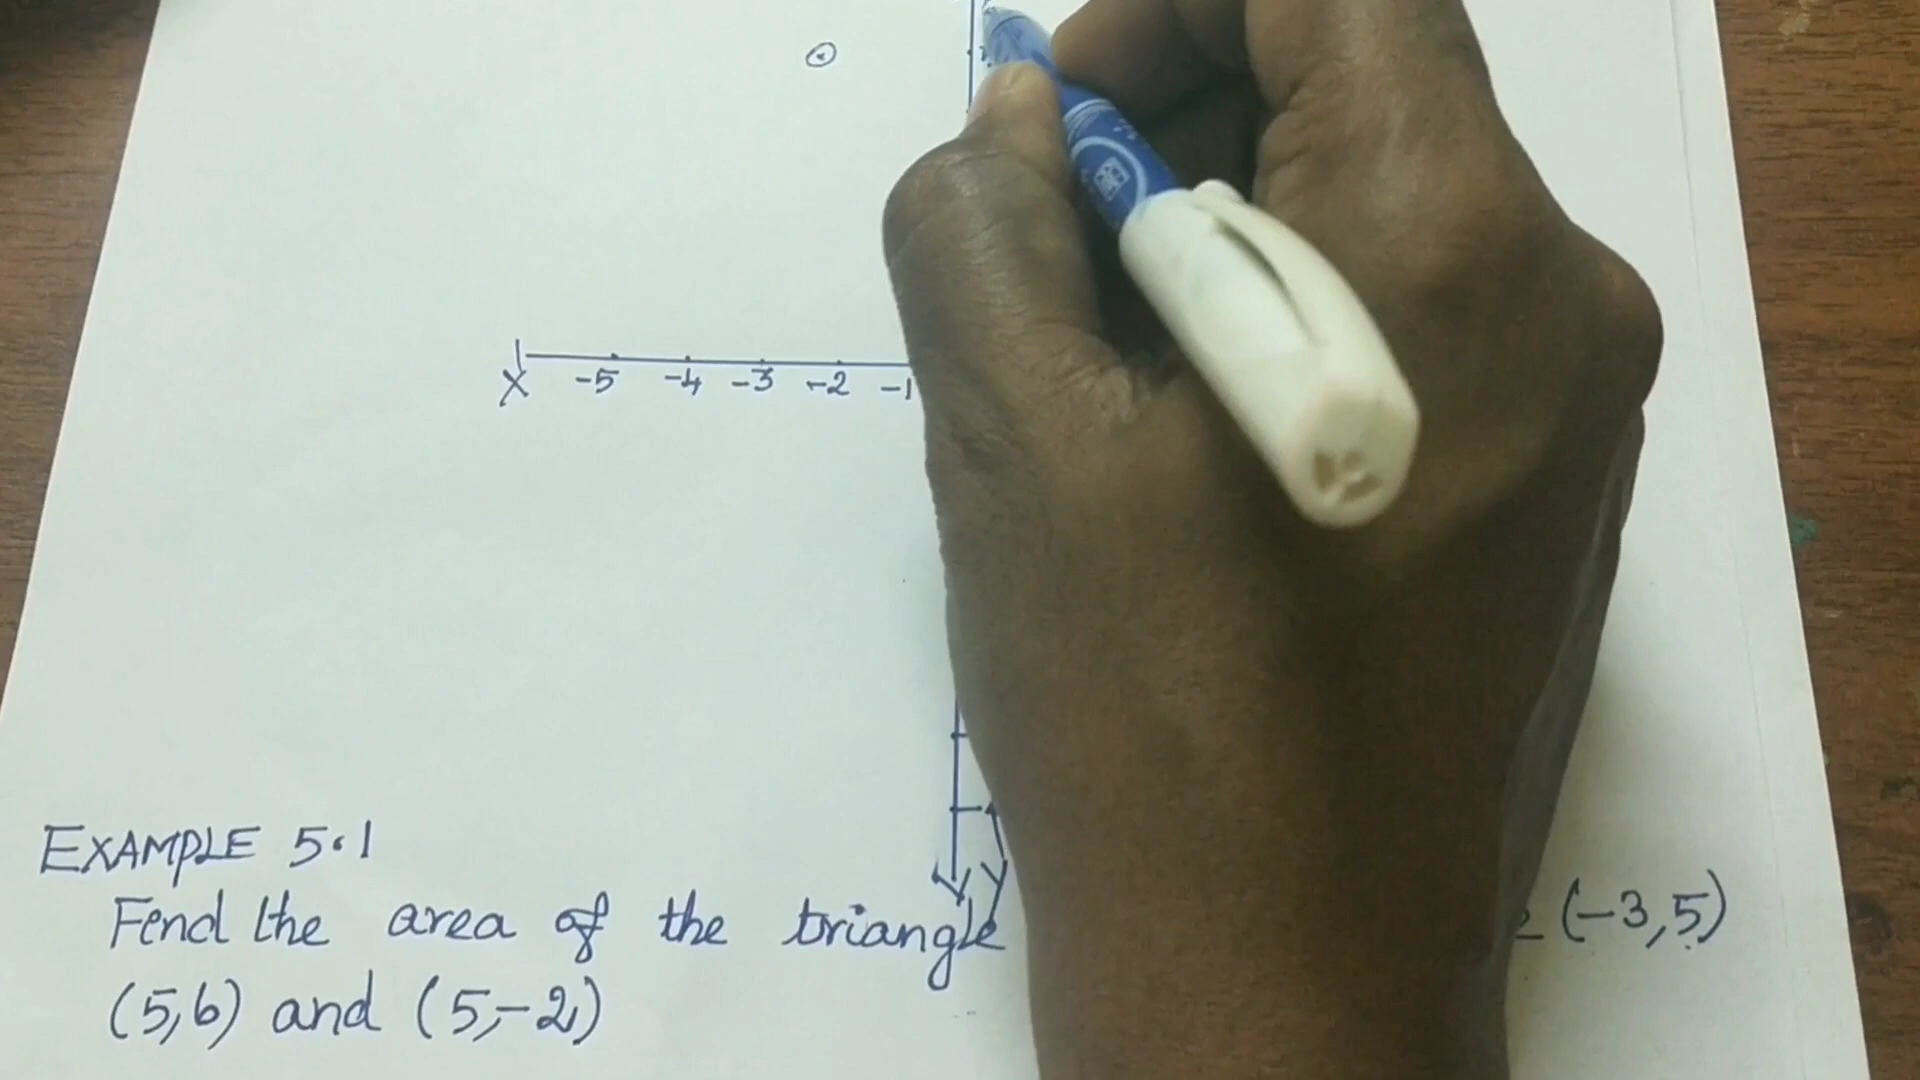 X -5 -4 -3 -2 -1
Y
EXAMPLE 5.1
Find the area of the triangle (-3,5)
(5,6) and (5,-2)